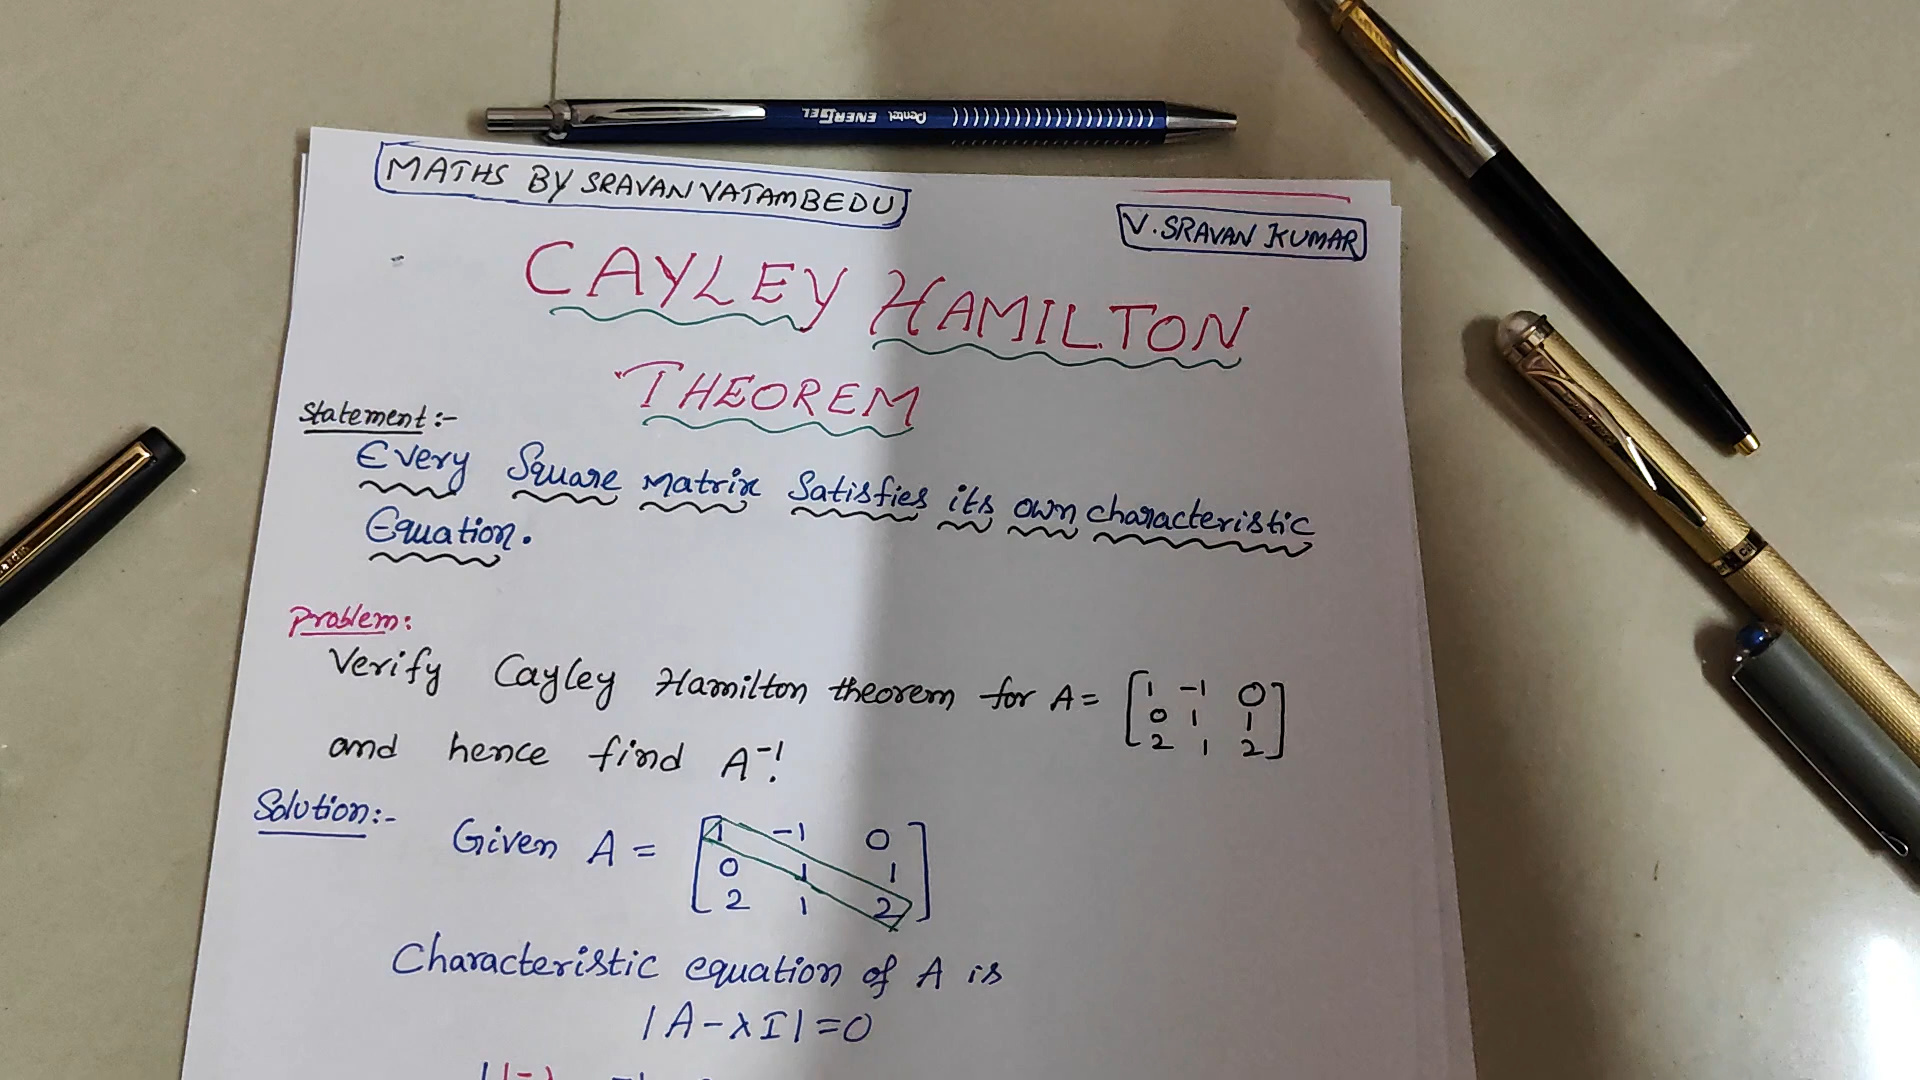 Pentel ENERGEL
MATHS BY SRAVAN VATAMBEDU
V. SRAVAN KUMAR
CAYLEY HAMILTON
THEOREM
Statement:-
Every Square matrix Satisfies its own characteristic
Equation.
Problem:
Verify Cayley Hamilton theorem for A = [1 -1 0
0 1 1
2 1 2]
and hence find A⁻¹.
Solution:-
Given A = [1 -1 0
0 1 1
2 1 2]
Characteristic equation of A is
|A-λI|=0